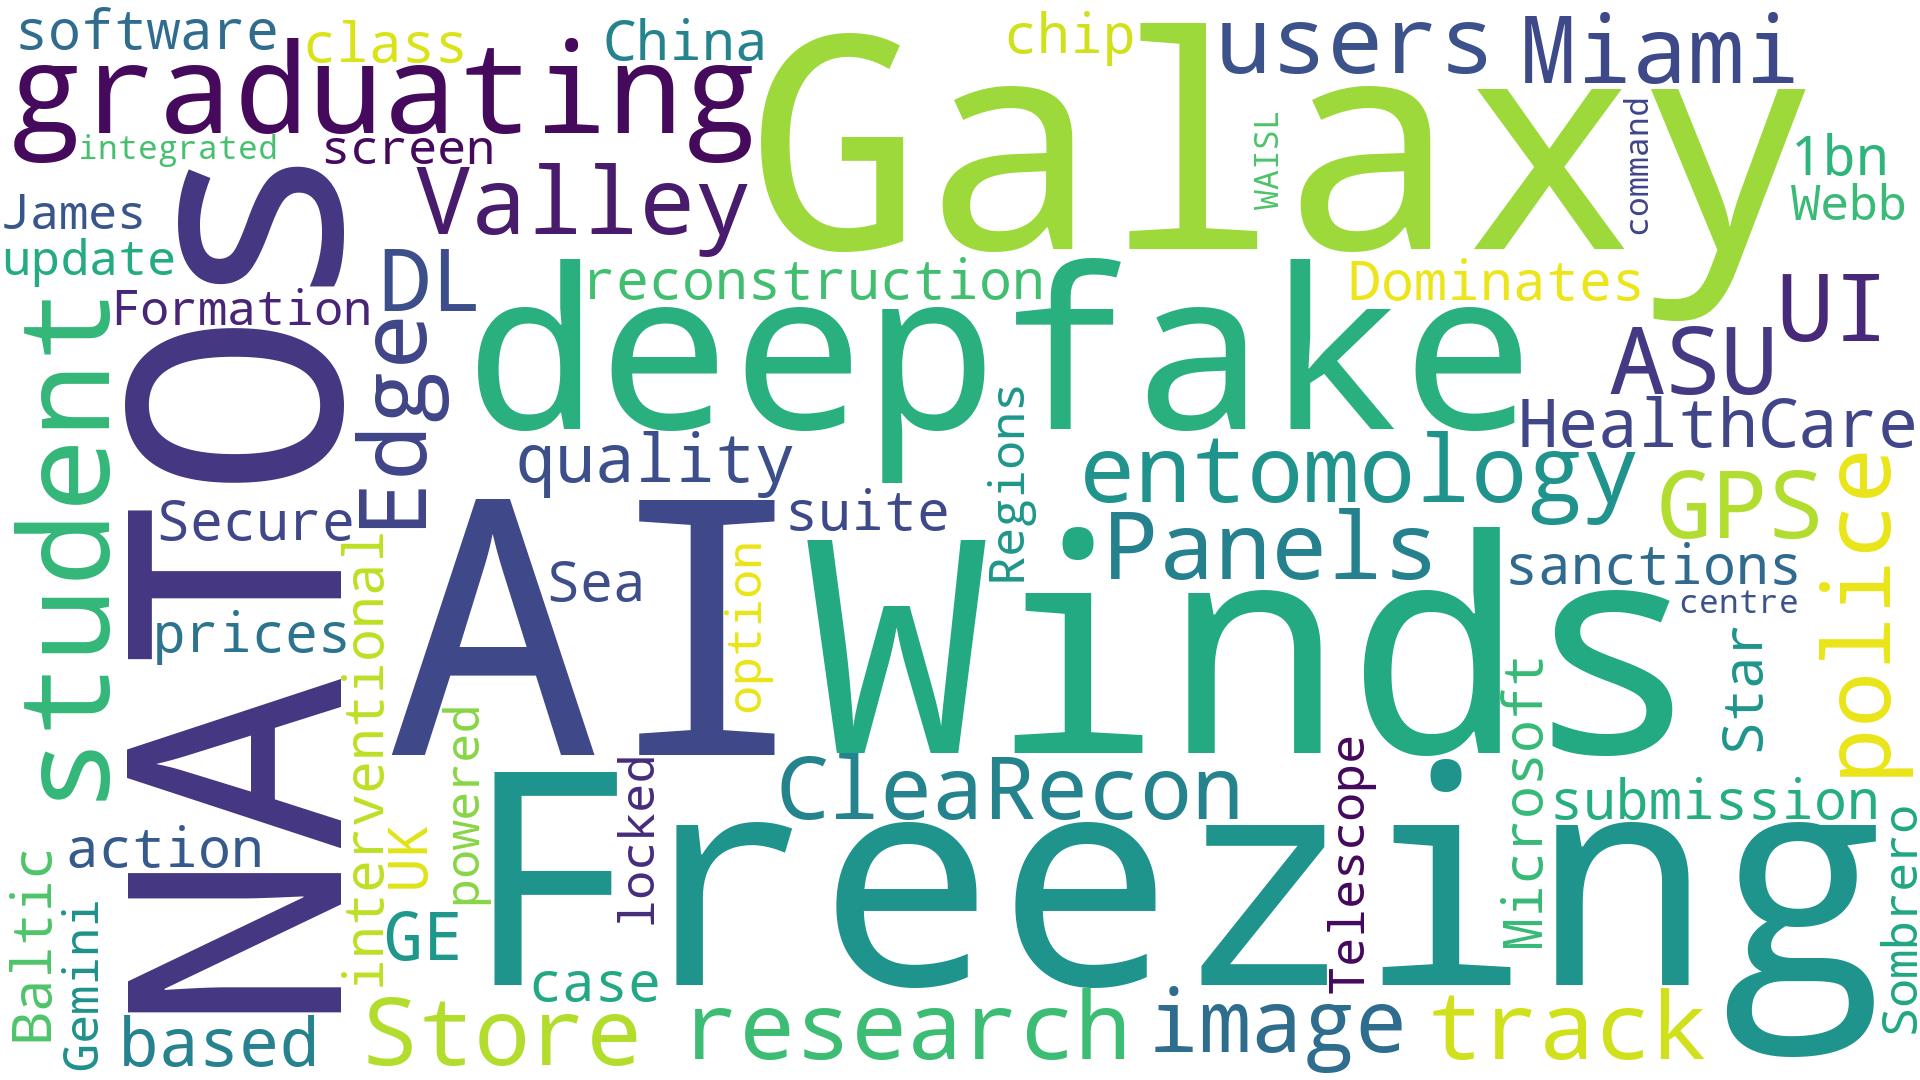 software
class
China
chip
users
Miami
graduating
Galaxy
integrated
screen
WAISL
command
1bn
James
Valley
Webb
update
Formation
DL
reconstruction
Dominates
UI
NATOS
student
Edge
deepfake
ASU
HealthCare
quality
Regions
entomology
GPS
police
Secure
AI
suite
Panels
sanctions
Sea
option
Winds
centre
prices
interventional
Star
Microsoft
powered
locked
CleaRecon
Telescope
submission
action
UK
Freezing
Baltic
Gemini
GE
case
Sombrero
based
Store
research
image
track